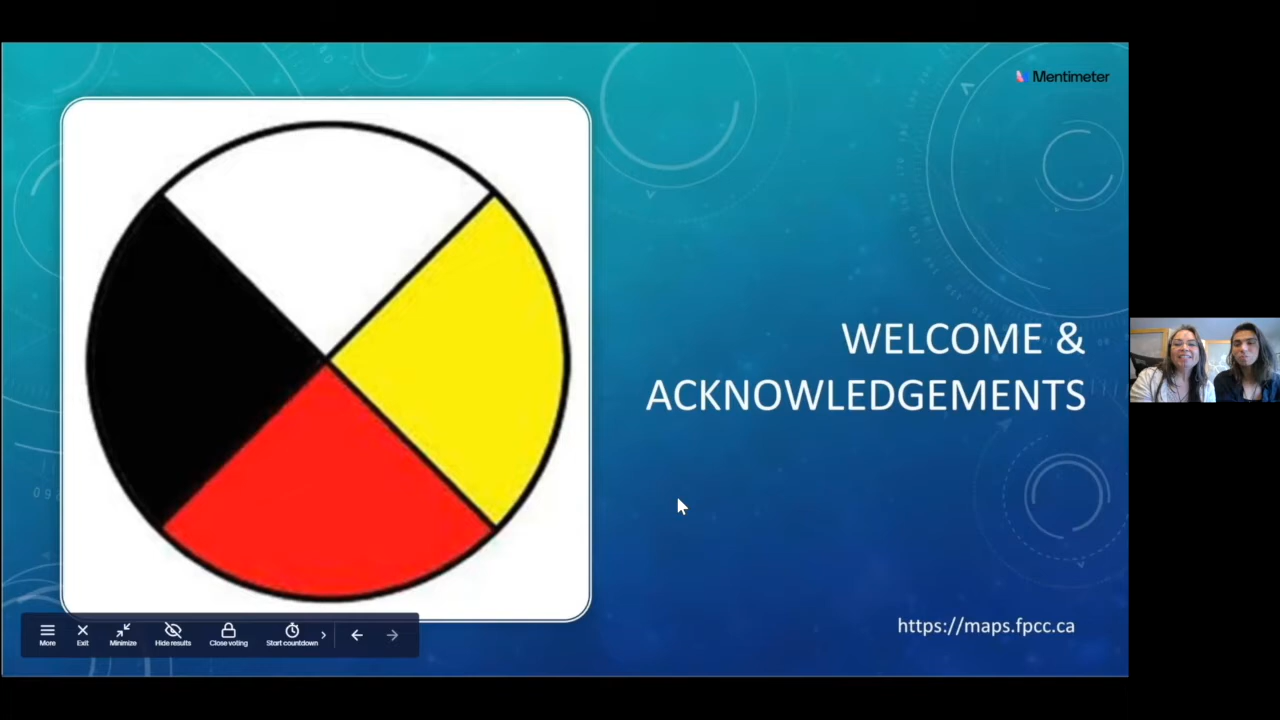 Mentimeter
WELCOME &
ACKNOWLEDGEMENTS
https://maps.fpcc.ca
More
Exit
Minimize
Hide results
Close voting
Start countdown